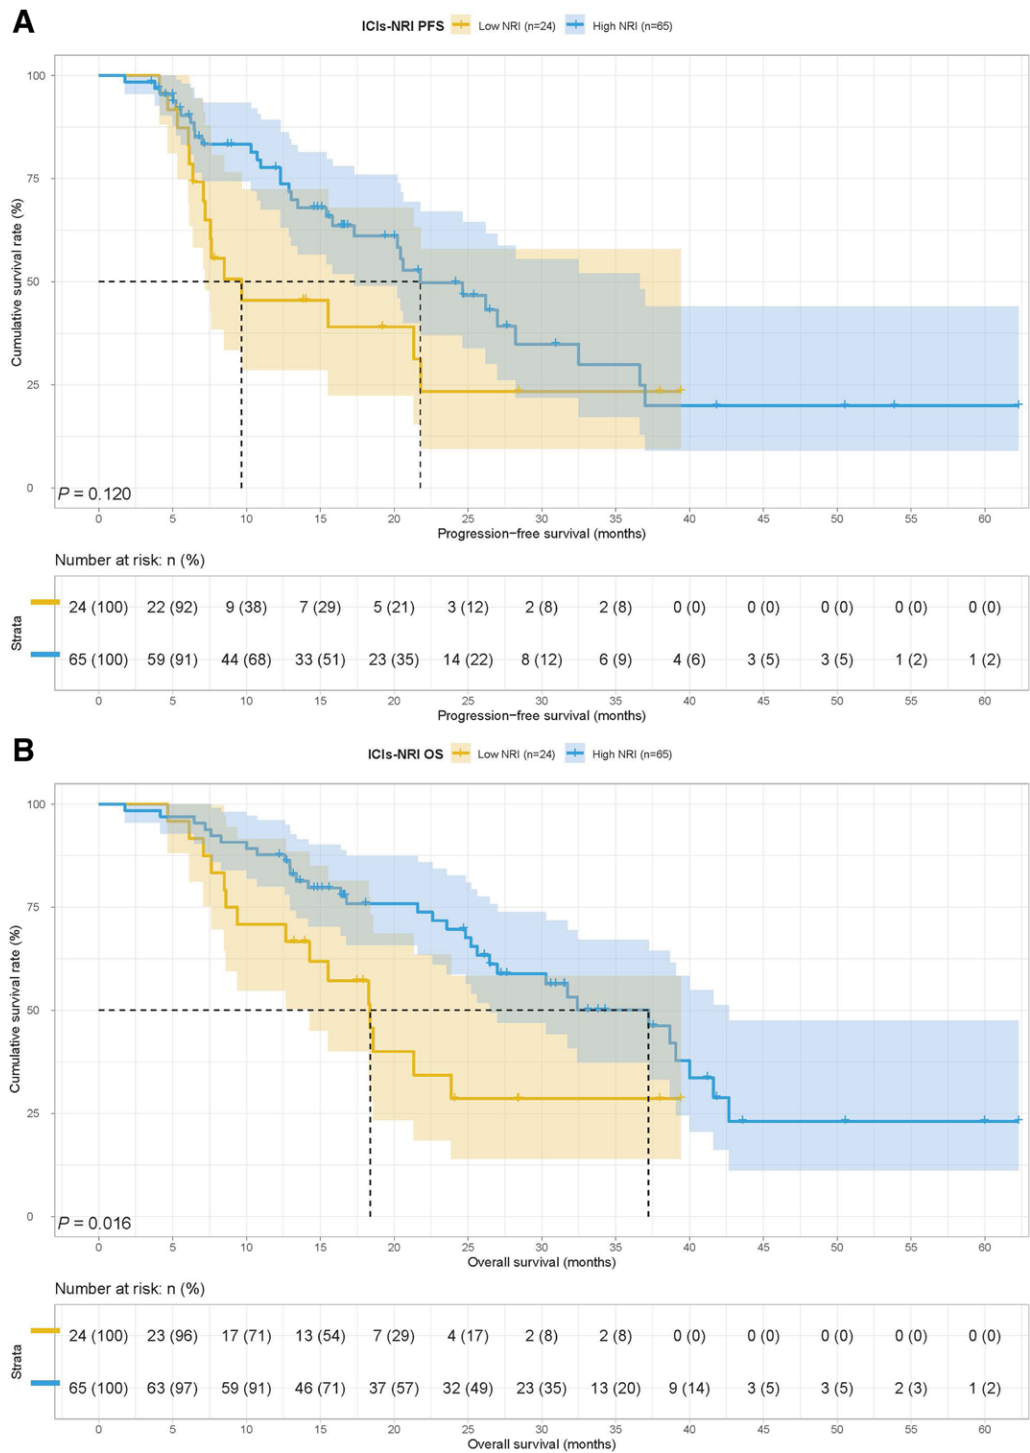 A
ICIs-NRI PFS Low NRI (n=24) High NRI (n=65)
Cumulative survival rate (%)
100
75
50
25
0
P = 0.120
0 5 10 15 20 25 30 35 40 45 50 55 60
Progression-free survival (months)
Number at risk: n (%)
Strata
24 (100) 22 (92) 9 (38) 7 (29) 5 (21) 3 (12) 2 (8) 2 (8) 0 (0) 0 (0) 0 (0) 0 (0) 0 (0)
65 (100) 59 (91) 44 (68) 33 (51) 23 (35) 14 (22) 8 (12) 6 (9) 4 (6) 3 (5) 3 (5) 1 (2) 1 (2)
0 5 10 15 20 25 30 35 40 45 50 55 60
Progression-free survival (months)
B
ICIs-NRI OS Low NRI (n=24) High NRI (n=65)
Cumulative survival rate (%)
100
75
50
25
0
P = 0.016
0 5 10 15 20 25 30 35 40 45 50 55 60
Overall survival (months)
Number at risk: n (%)
Strata
24 (100) 23 (96) 17 (71) 13 (54) 7 (29) 4 (17) 2 (8) 2 (8) 0 (0) 0 (0) 0 (0) 0 (0) 0 (0)
65 (100) 63 (97) 59 (91) 46 (71) 37 (57) 32 (49) 23 (35) 13 (20) 9 (14) 3 (5) 3 (5) 2 (3) 1 (2)
0 5 10 15 20 25 30 35 40 45 50 55 60
Overall survival (months)